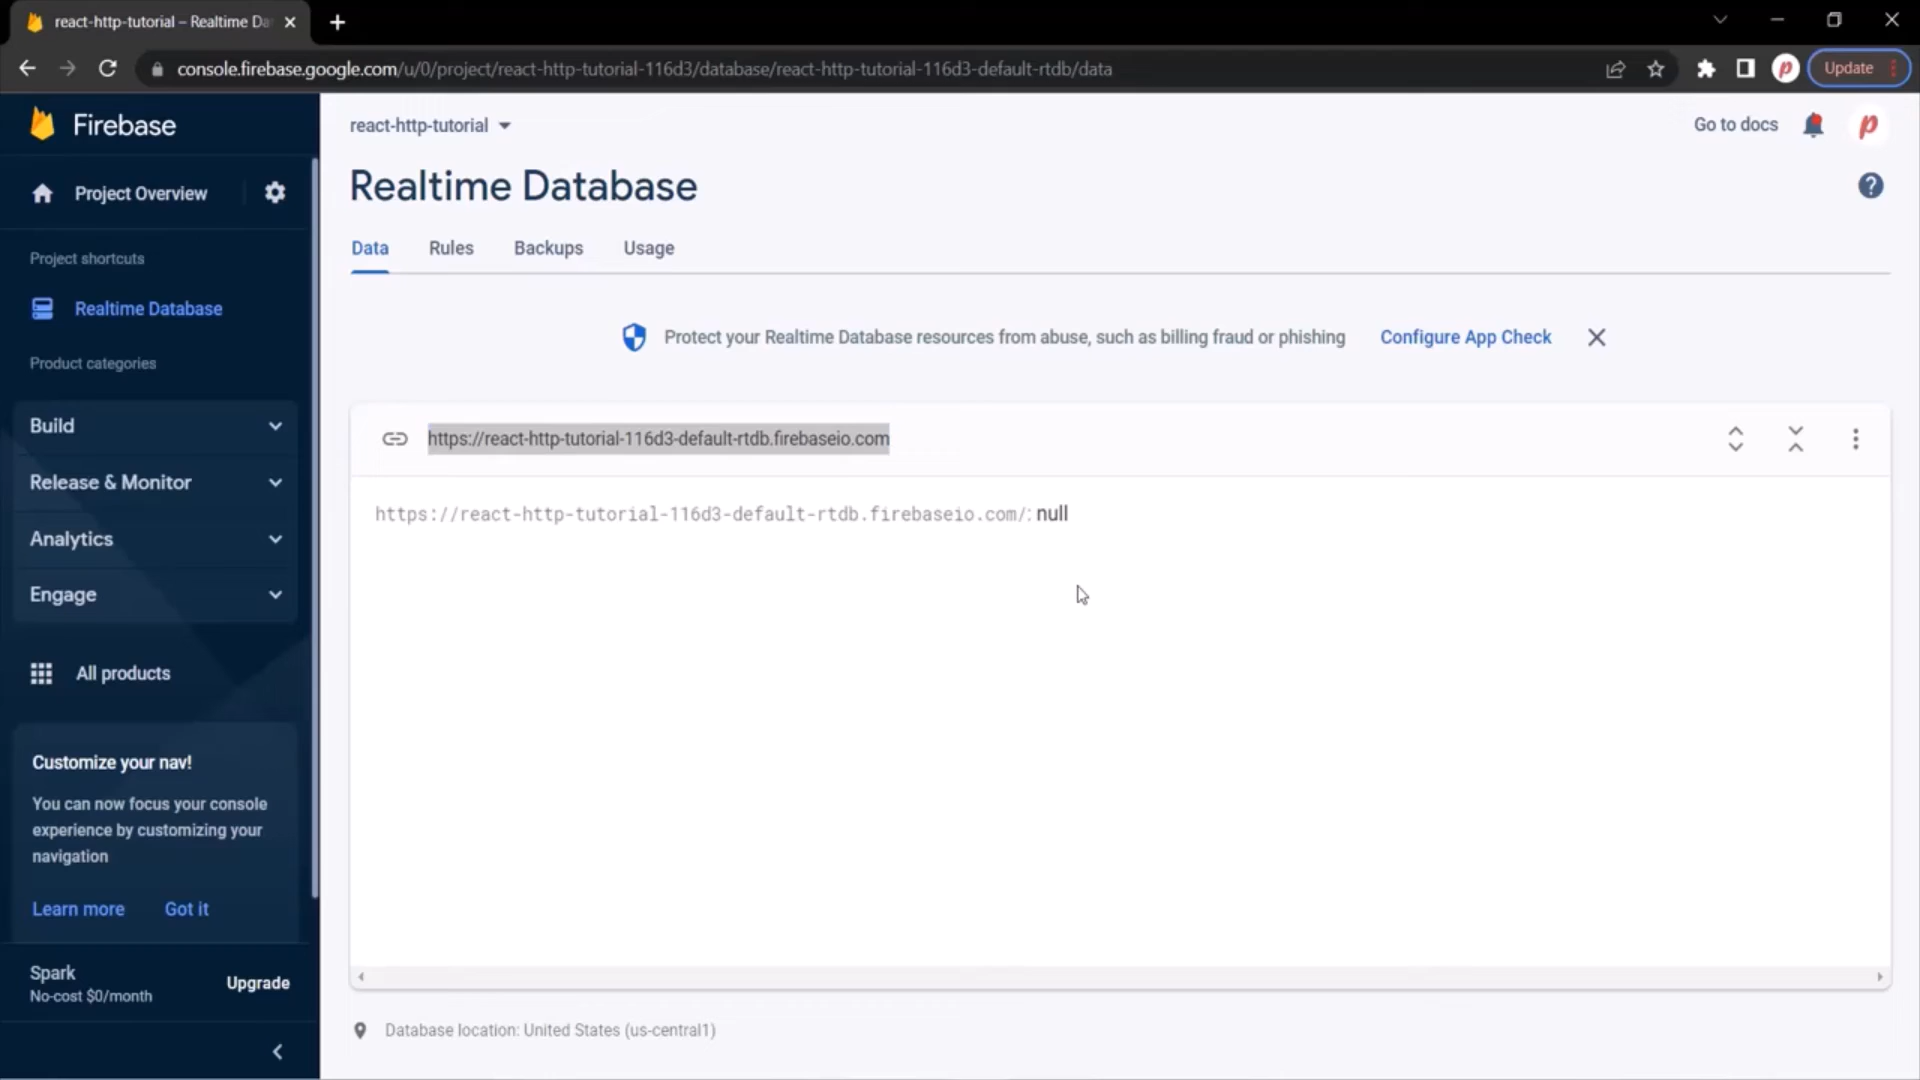 react-http-tutorial – Realtime Da
console.firebase.google.com/u/0/project/react-http-tutorial-116d3/database/react-http-tutorial-116d3-default-rtdb/data
Update
Firebase
Project Overview
Project shortcuts
Realtime Database
Product categories
Build
Release & Monitor
Analytics
Engage
All products
Customize your nav!
You can now focus your console
experience by customizing your
navigation
Learn more
Got it
Spark
No-cost $0/month
Upgrade
react-http-tutorial
Go to docs
Realtime Database
Data
Rules
Backups
Usage
Protect your Realtime Database resources from abuse, such as billing fraud or phishing
Configure App Check
https://react-http-tutorial-116d3-default-rtdb.firebaseio.com
https://react-http-tutorial-116d3-default-rtdb.firebaseio.com/: null
Database location: United States (us-central1)